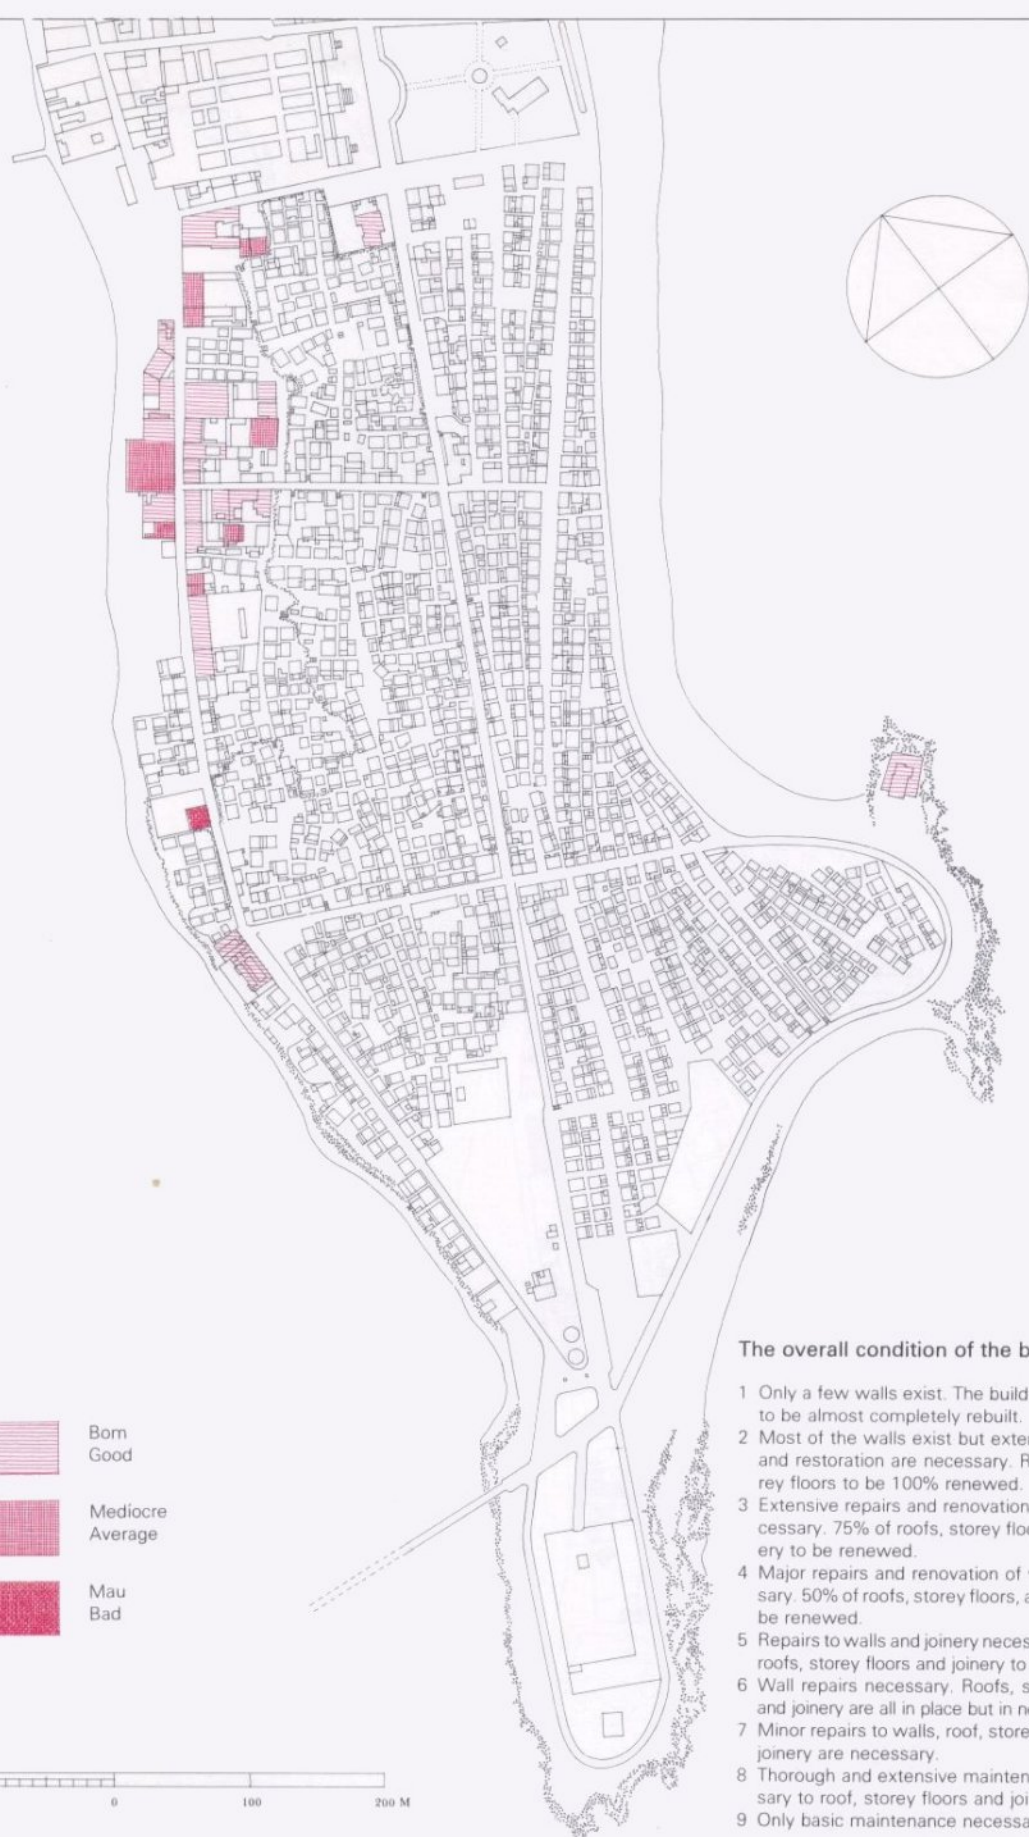 Bom
Good
Medíocre
Average
Mau
Bad
0 100 200 M
The overall condition of the b
1 Only a few walls exist. The build
to be almost completely rebuilt.
2 Most of the walls exist but exter
and restoration are necessary. R
rey floors to be 100% renewed.
3 Extensive repairs and renovation
cessary. 75% of roofs, storey floo
ery to be renewed.
4 Major repairs and renovation of
sary. 50% of roofs, storey floors, a
be renewed.
5 Repairs to walls and joinery neces
roofs, storey floors and joinery to
6 Wall repairs necessary. Roofs, s
and joinery are all in place but in ne
7 Minor repairs to walls, roof, store
joinery are necessary.
8 Thorough and extensive mainten
sary to roof, storey floors and join
9 Only basic maintenance necessa